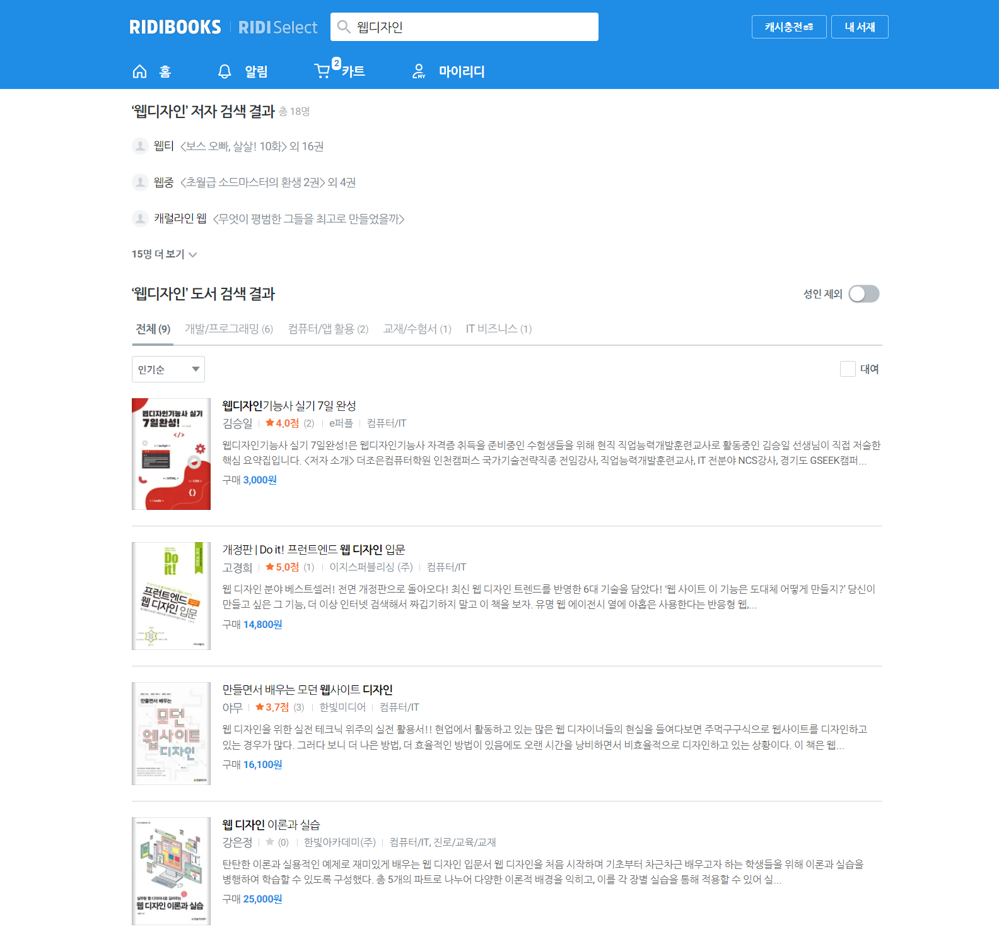 RIDIBOOKS RIDI Select 웹디자인 캐시충전 내 서재
홈 알림 2 카트 마이리디
‘웹디자인’ 저자 검색 결과 총 18명
웹티 <보스 오빠, 살살! 10화> 외 16권
웹중 <초월급 소드마스터의 환생 2권> 외 4권
캐럴라인 웹 <무엇이 평범한 그들을 최고로 만들었을까>
15명 더 보기
‘웹디자인’ 도서 검색 결과 성인 제외
전체 (9) 개발/프로그래밍 (6) 컴퓨터/앱 활용 (2) 교재/수험서 (1) IT 비즈니스 (1)
인기순 대여
웹디자인기능사 실기
7일완성!
</>
</script>
</HTML>
</CSS>
{}
</code>
웹디자인기능사 실기 7일 완성
김승일 4.0점 (2) e퍼플 컴퓨터/IT
웹디자인기능사 실기 7일완성!은 웹디자인기능사 자격증 취득을 준비중인 수험생들을 위해 현직 직업능력개발훈련교사로 활동중인 김승일 선생님이 직접 저술한
핵심 요약집입니다. <저자 소개> 더조은컴퓨터학원 인천캠퍼스 국가기술전략직종 전임강사, 직업능력개발훈련교사, IT 전분야 NCS강사, 경기도 GSEEK캠퍼...
구매 3,000원
Do
it!
프런트엔드
웹 디자인 입문
개정판 | Do it! 프런트엔드 웹 디자인 입문
고경희 5.0점 (1) 이지스퍼블리싱 (주) 컴퓨터/IT
웹 디자인 분야 베스트셀러! 전면 개정판으로 돌아오다! 최신 웹 디자인 트렌드를 반영한 6대 기술을 담았다! ‘웹 사이트 이 기능은 도대체 어떻게 만들지?’ 당신이
만들고 싶은 그 기능, 더 이상 인터넷 검색해서 짜깁기하지 말고 이 책을 보자. 유명 웹 에이전시 열에 아홉은 사용한다는 반응형 웹,...
구매 14,800원
만들면서 배우는
모던
웹사이트
디자인
만들면서 배우는 모던 웹사이트 디자인
야무 3.7점 (3) 한빛미디어 컴퓨터/IT
웹 디자인을 위한 실전 테크닉 위주의 실전 활용서!! 현업에서 활동하고 있는 많은 웹 디자이너들의 현실을 들여다보면 주먹구구식으로 웹사이트를 디자인하고
있는 경우가 많다. 그러다 보니 더 나은 방법, 더 효율적인 방법이 있음에도 오랜 시간을 낭비하면서 비효율적으로 디자인하고 있는 상황이다. 이 책은 웹...
구매 16,100원
실무형 웹 디자이너로 길러주는
웹 디자인 이론과 실습
웹 디자인 이론과 실습
강은정 (0) 한빛아카데미(주) 컴퓨터/IT, 진로/교육/교재
탄탄한 이론과 실용적인 예제로 재미있게 배우는 웹 디자인 입문서 웹 디자인을 처음 시작하며 기초부터 차근차근 배우고자 하는 학생들을 위해 이론과 실습을
병행하여 학습할 수 있도록 구성했다. 총 5개의 파트로 나누어 다양한 이론적 배경을 익히고, 이를 각 장별 실습을 통해 적용할 수 있어 실...
구매 25,000원